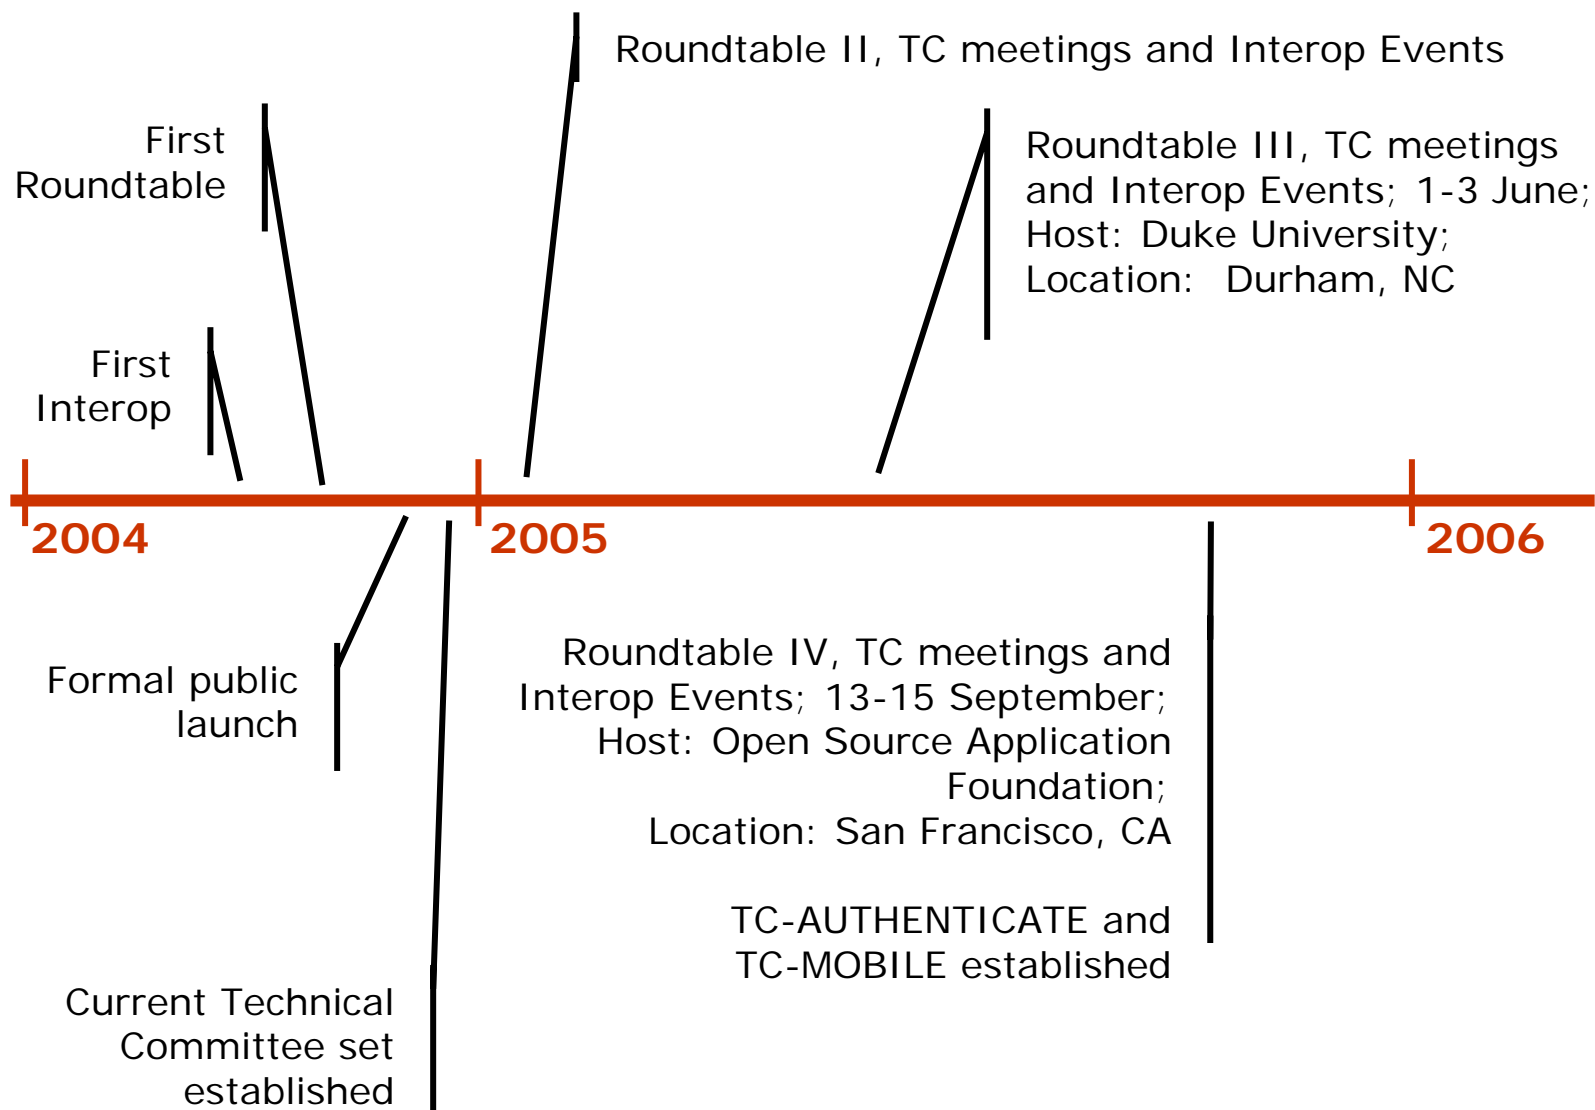 Roundtable II, TC meetings and Interop Events
First
Roundtable
Roundtable III, TC meetings
and Interop Events; 1-3 June;
Host: Duke University;
Location: Durham, NC
First
Interop
2004
2005
2006
Formal public
launch
Roundtable IV, TC meetings and
Interop Events; 13-15 September;
Host: Open Source Application
Foundation;
Location: San Francisco, CA
TC-AUTHENTICATE and
TC-MOBILE established
Current Technical
Committee set
established